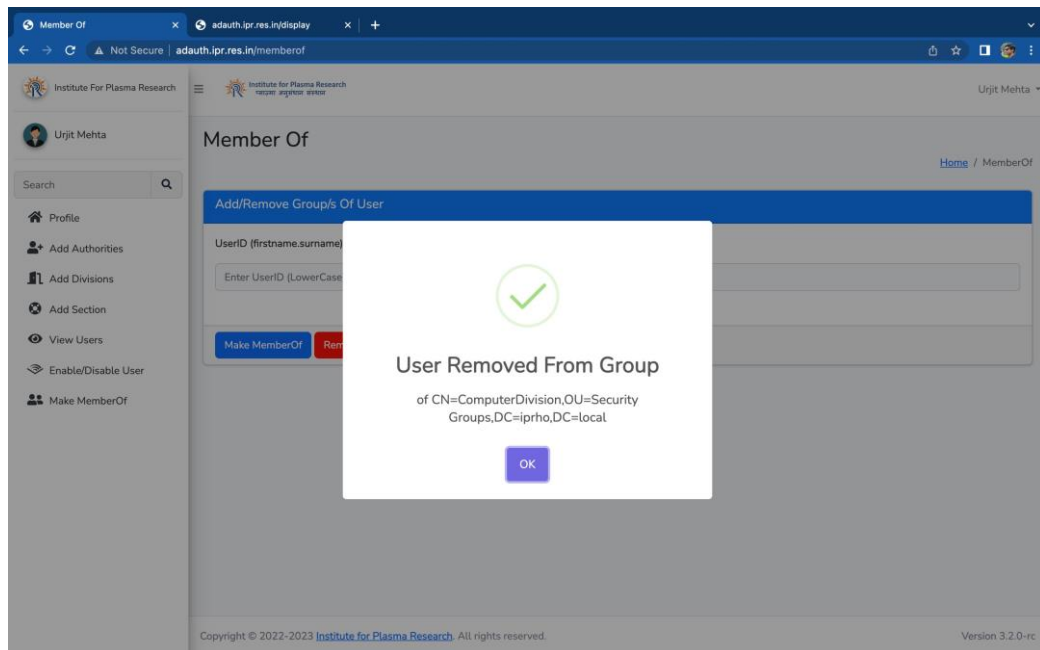 Member Of
adauth.ipr.res.in/display
Not Secure | adauth.ipr.res.in/memberof
Institute For Plasma Research
Institute for Plasma Research
प्लाज़्मा अनुसंधान संस्थान
Urjit Mehta
Urjit Mehta
Search
Profile
Add Authorities
Add Divisions
Add Section
View Users
Enable/Disable User
Make MemberOf
Member Of
Home / MemberOf
Add/Remove Group/s Of User
UserID (firstname.surname)
Enter UserID (LowerCase
Make MemberOf
Rem
User Removed From Group
of CN=ComputerDivision,OU=Security
Groups,DC=iprho,DC=local
OK
Copyright © 2022-2023 Institute for Plasma Research. All rights reserved.
Version 3.2.0-rc